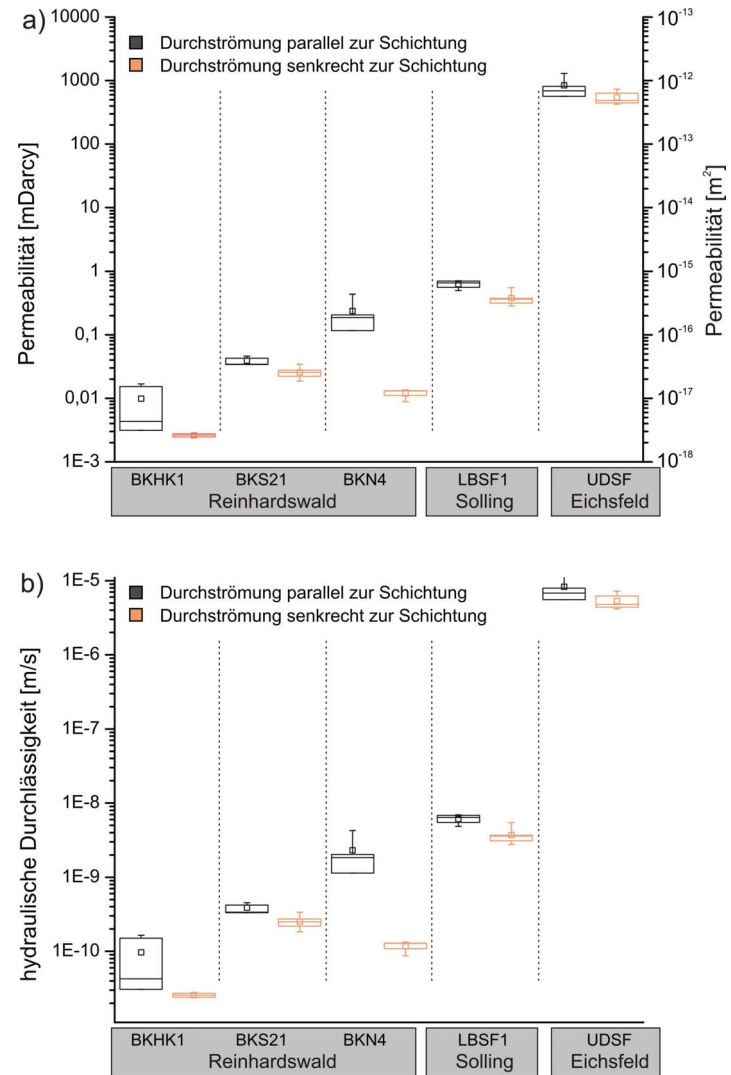 a)
Durchströmung parallel zur Schichtung
Durchströmung senkrecht zur Schichtung
Permeabilität [mDarcy]
10000
1000
100
10
1
0,1
0,01
1E-3
10-13
10-12
10-13
10-14
10-15
10-16
10-17
10-18
Permeabilität [m2]
BKHK1 BKS21 BKN4 LBSF1 UDSF
Reinhardswald Solling Eichsfeld
b)
Durchströmung parallel zur Schichtung
Durchströmung senkrecht zur Schichtung
hydraulische Durchlässigkeit [m/s]
1E-5
1E-6
1E-7
1E-8
1E-9
1E-10
BKHK1 BKS21 BKN4 LBSF1 UDSF
Reinhardswald Solling Eichsfeld